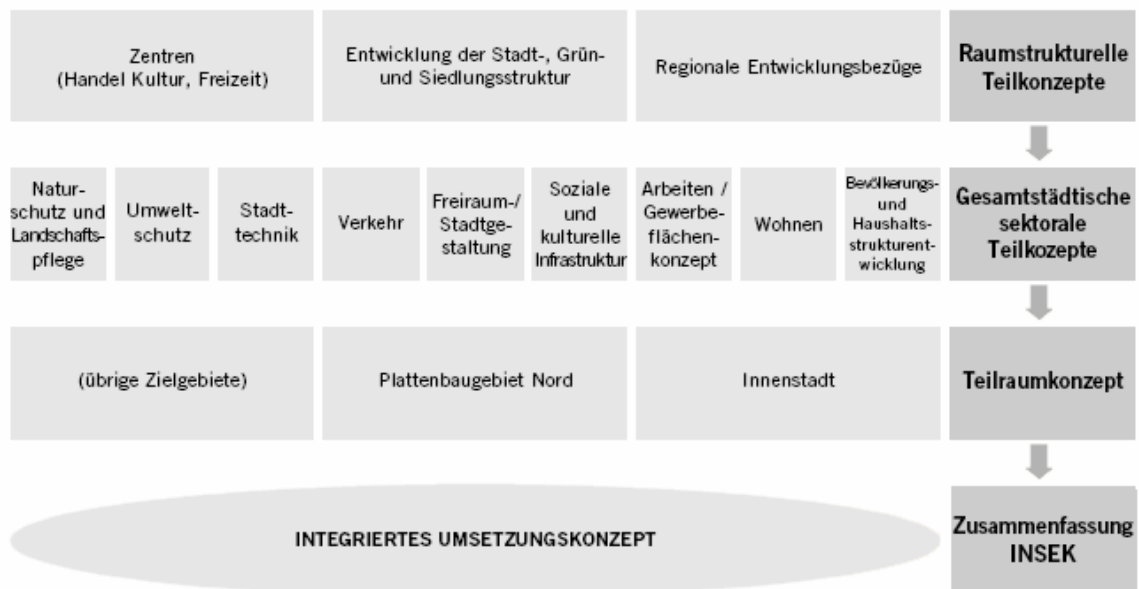 Zentren
(Handel Kultur, Freizeit)
Entwicklung der Stadt-, Grün-
und Siedlungsstruktur
Regionale Entwicklungsbezüge
Raumstrukturelle
Teilkonzepte
Natur-
schutz und
Landschafts-
pflege
Umwelt-
schutz
Stadt-
technik
Verkehr
Freiraum-/
Stadtge-
staltung
Soziale
und
kulturelle
Infrastruktur
Arbeiten /
Gewerbe-
flächen-
konzept
Wohnen
Bevölkerungs-
und
Haushalts-
strukturent-
wicklung
Gesamtstädtische
sektorale
Teilkozepte
(übrige Zielgebiete)
Plattenbaugebiet Nord
Innenstadt
Teilraumkonzept
INTEGRIERTES UMSETZUNGSKONZEPT
Zusammenfassung
INSEK